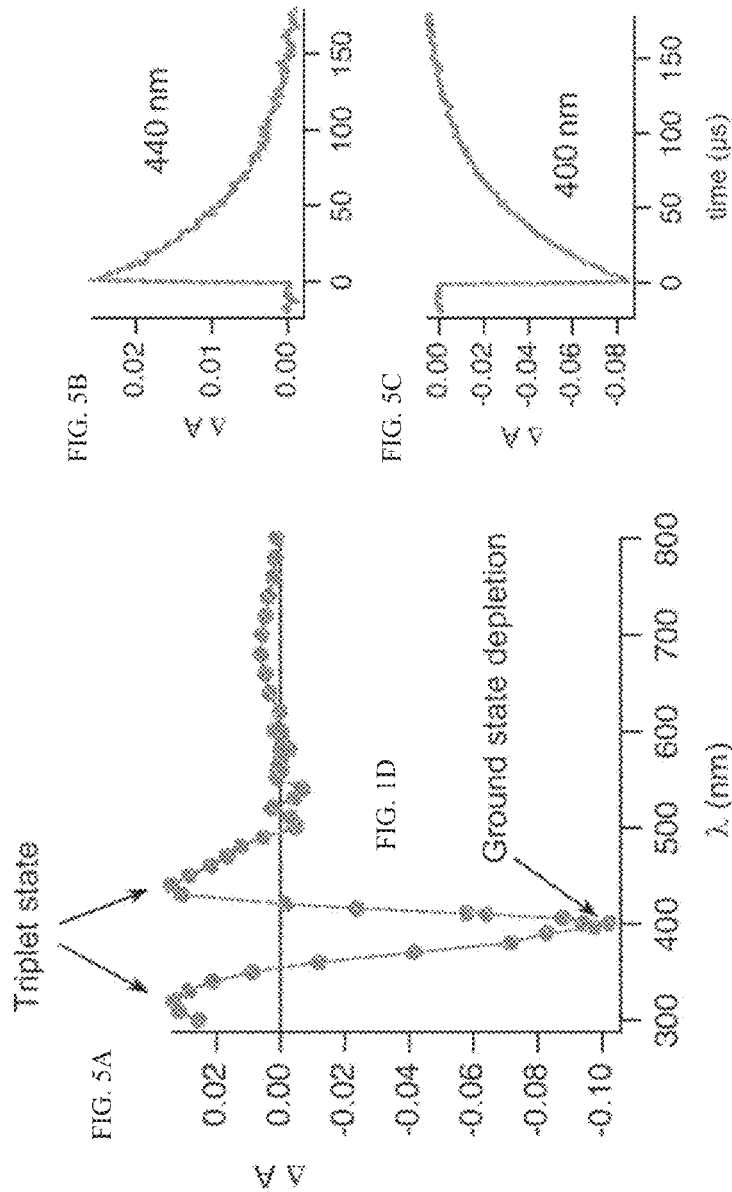 FIG. 5A
Triplet state
Δ A
0.02
0.00
-0.02
-0.04
-0.06
-0.08
-0.10
300
400
500
600
700
800
λ (nm)
FIG. 1D
Ground state depletion
FIG. 5B
440 nm
Δ A
0.02
0.01
0.00
0
50
100
150
FIG. 5C
400 nm
Δ A
0.00
-0.02
-0.04
-0.06
-0.08
0
50
100
150
time (μs)